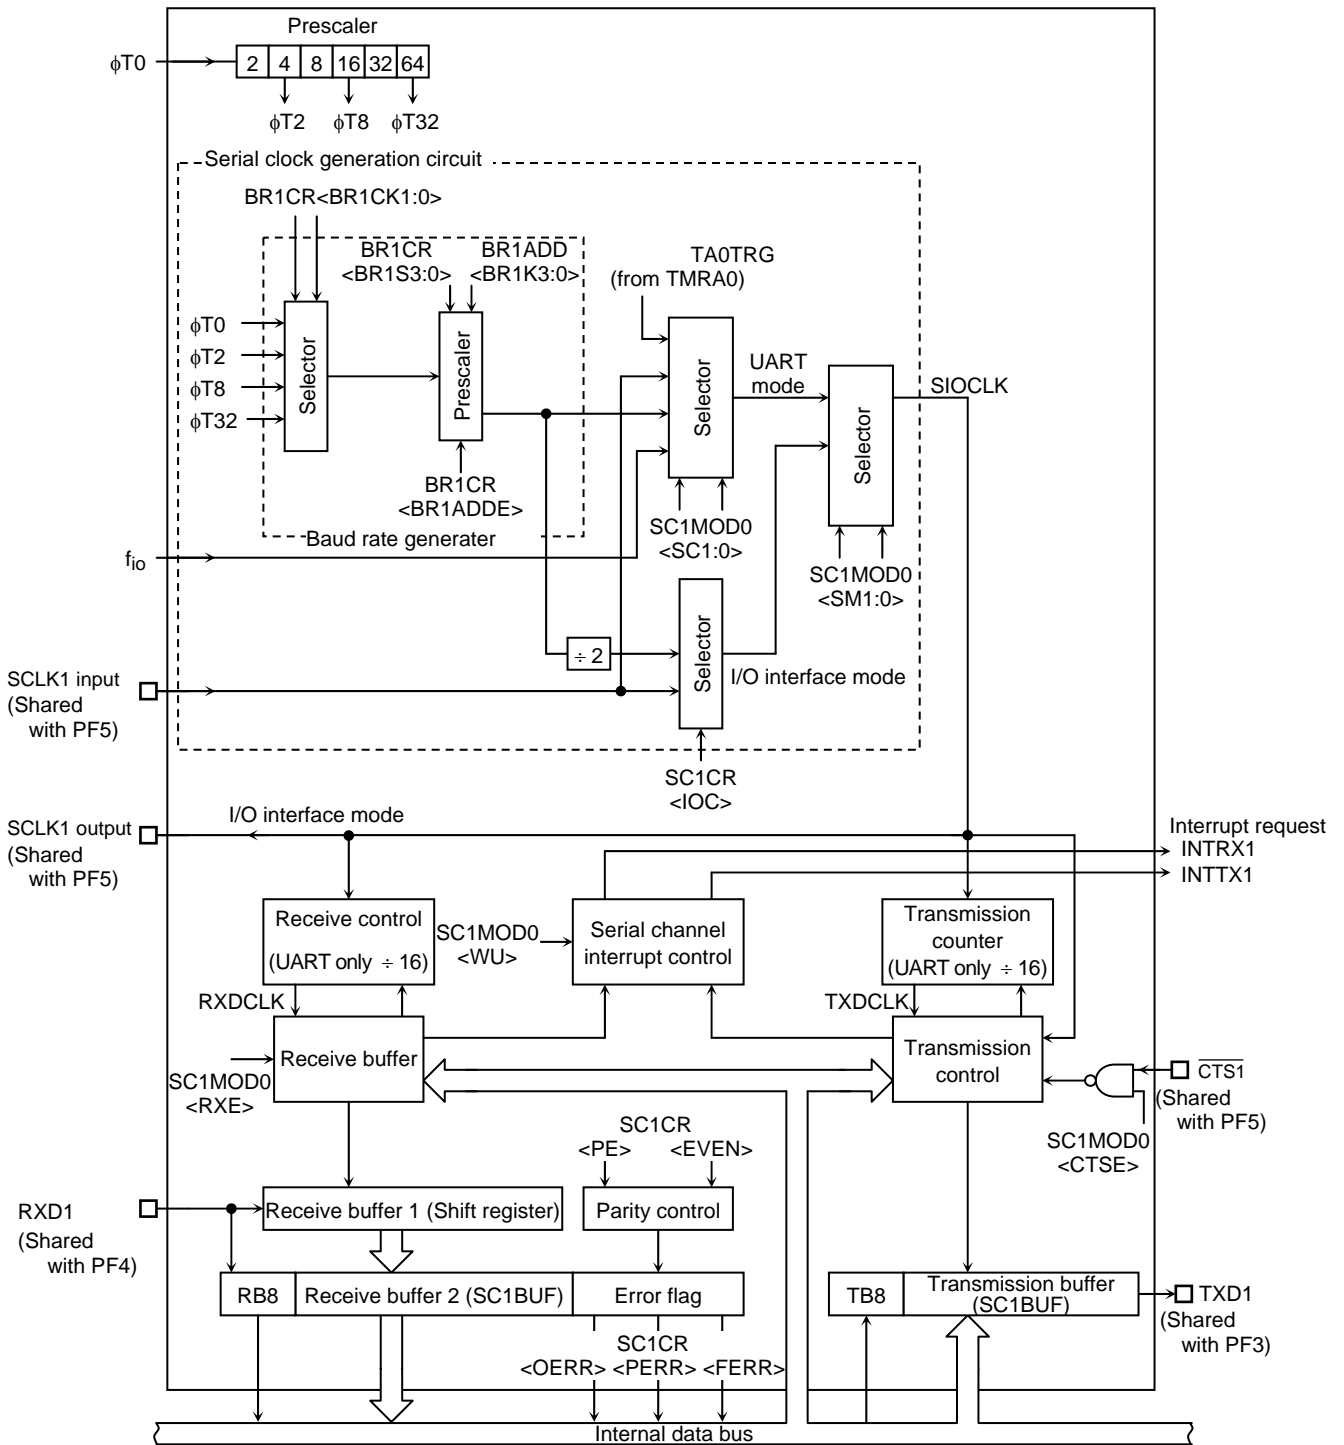 Prescaler
ϕT0
2 4 8 16 32 64
ϕT2 ϕT8 ϕT32
Serial clock generation circuit
BR1CR<BR1CK1:0>
BR1CR
<BR1S3:0>
BR1ADD
<BR1K3:0>
TA0TRG
(from TMRA0)
ϕT0
ϕT2
ϕT8
ϕT32
Selector
Prescaler
Selector
UART
mode
Selector
SIOCLK
BR1CR
<BR1ADDE>
Baud rate generater
SC1MOD0
<SC1:0>
fio
SC1MOD0
<SM1:0>
÷ 2
Selector
I/O interface mode
SCLK1 input
(Shared
with PF5)
SC1CR
<IOC>
SCLK1 output
(Shared
with PF5)
I/O interface mode
Interrupt request
INTRX1
INTTX1
Receive control
(UART only ÷ 16)
SC1MOD0
<WU>
Serial channel
interrupt control
Transmission
counter
(UART only ÷ 16)
RXDCLK
TXDCLK
Receive buffer
SC1MOD0
<RXE>
Transmission
control
CTS1
(Shared
with PF5)
SC1MOD0
<CTSE>
SC1CR
<PE> <EVEN>
RXD1
(Shared
with PF4)
Receive buffer 1 (Shift register)
Parity control
RB8
Receive buffer 2 (SC1BUF)
Error flag
TB8
Transmission buffer
(SC1BUF)
TXD1
(Shared
with PF3)
SC1CR
<OERR> <PERR> <FERR>
Internal data bus